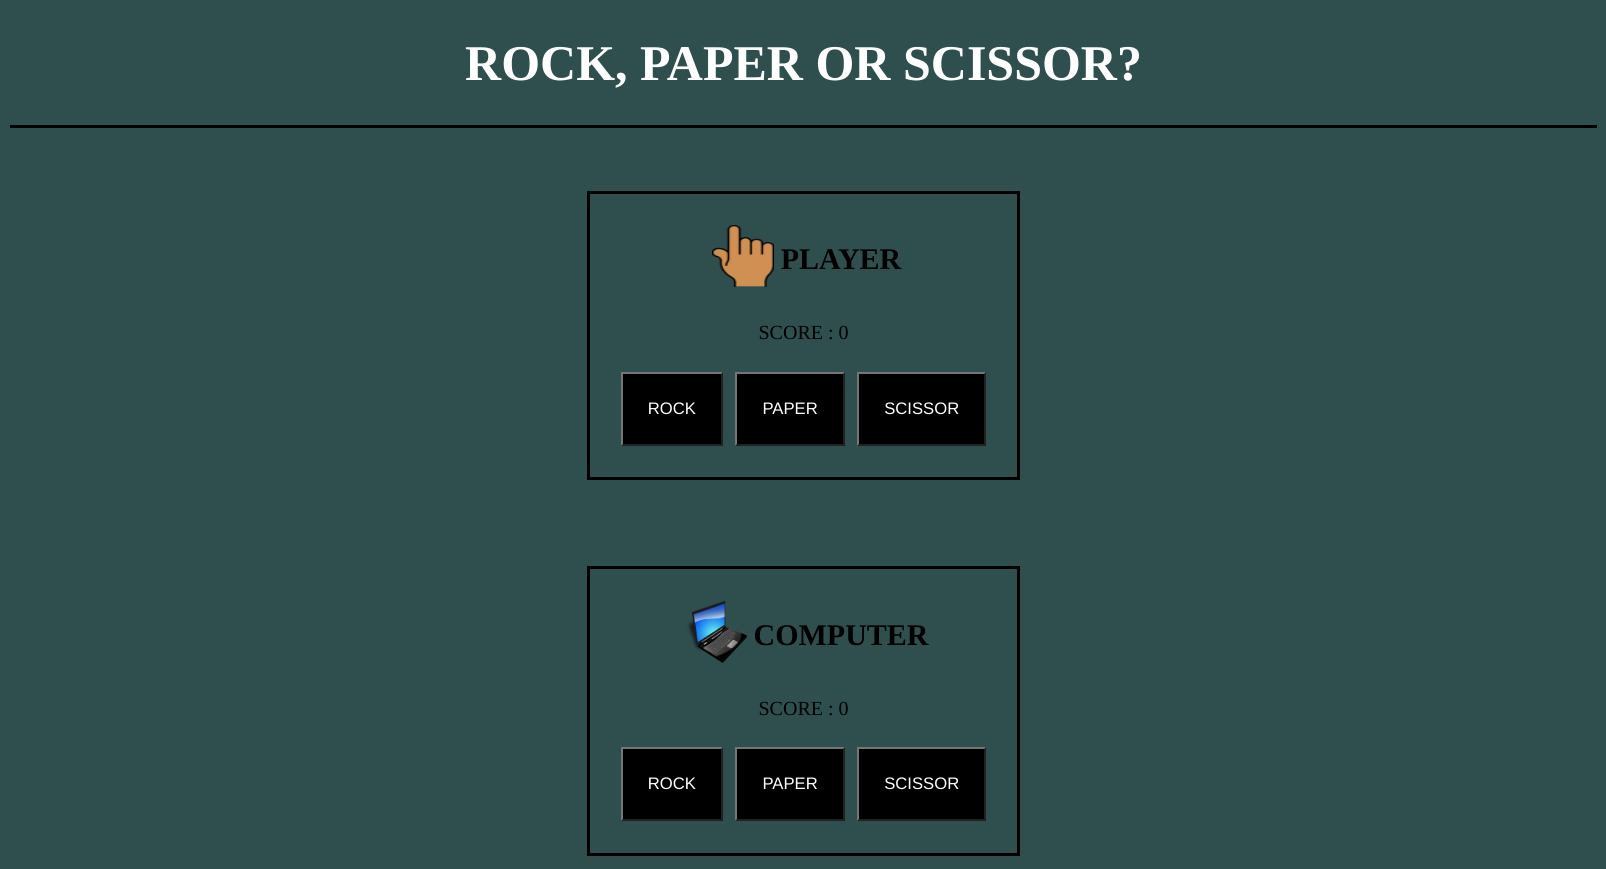 ROCK, PAPER OR SCISSOR?
PLAYER
SCORE : 0
ROCK PAPER SCISSOR
COMPUTER
SCORE : 0
ROCK PAPER SCISSOR